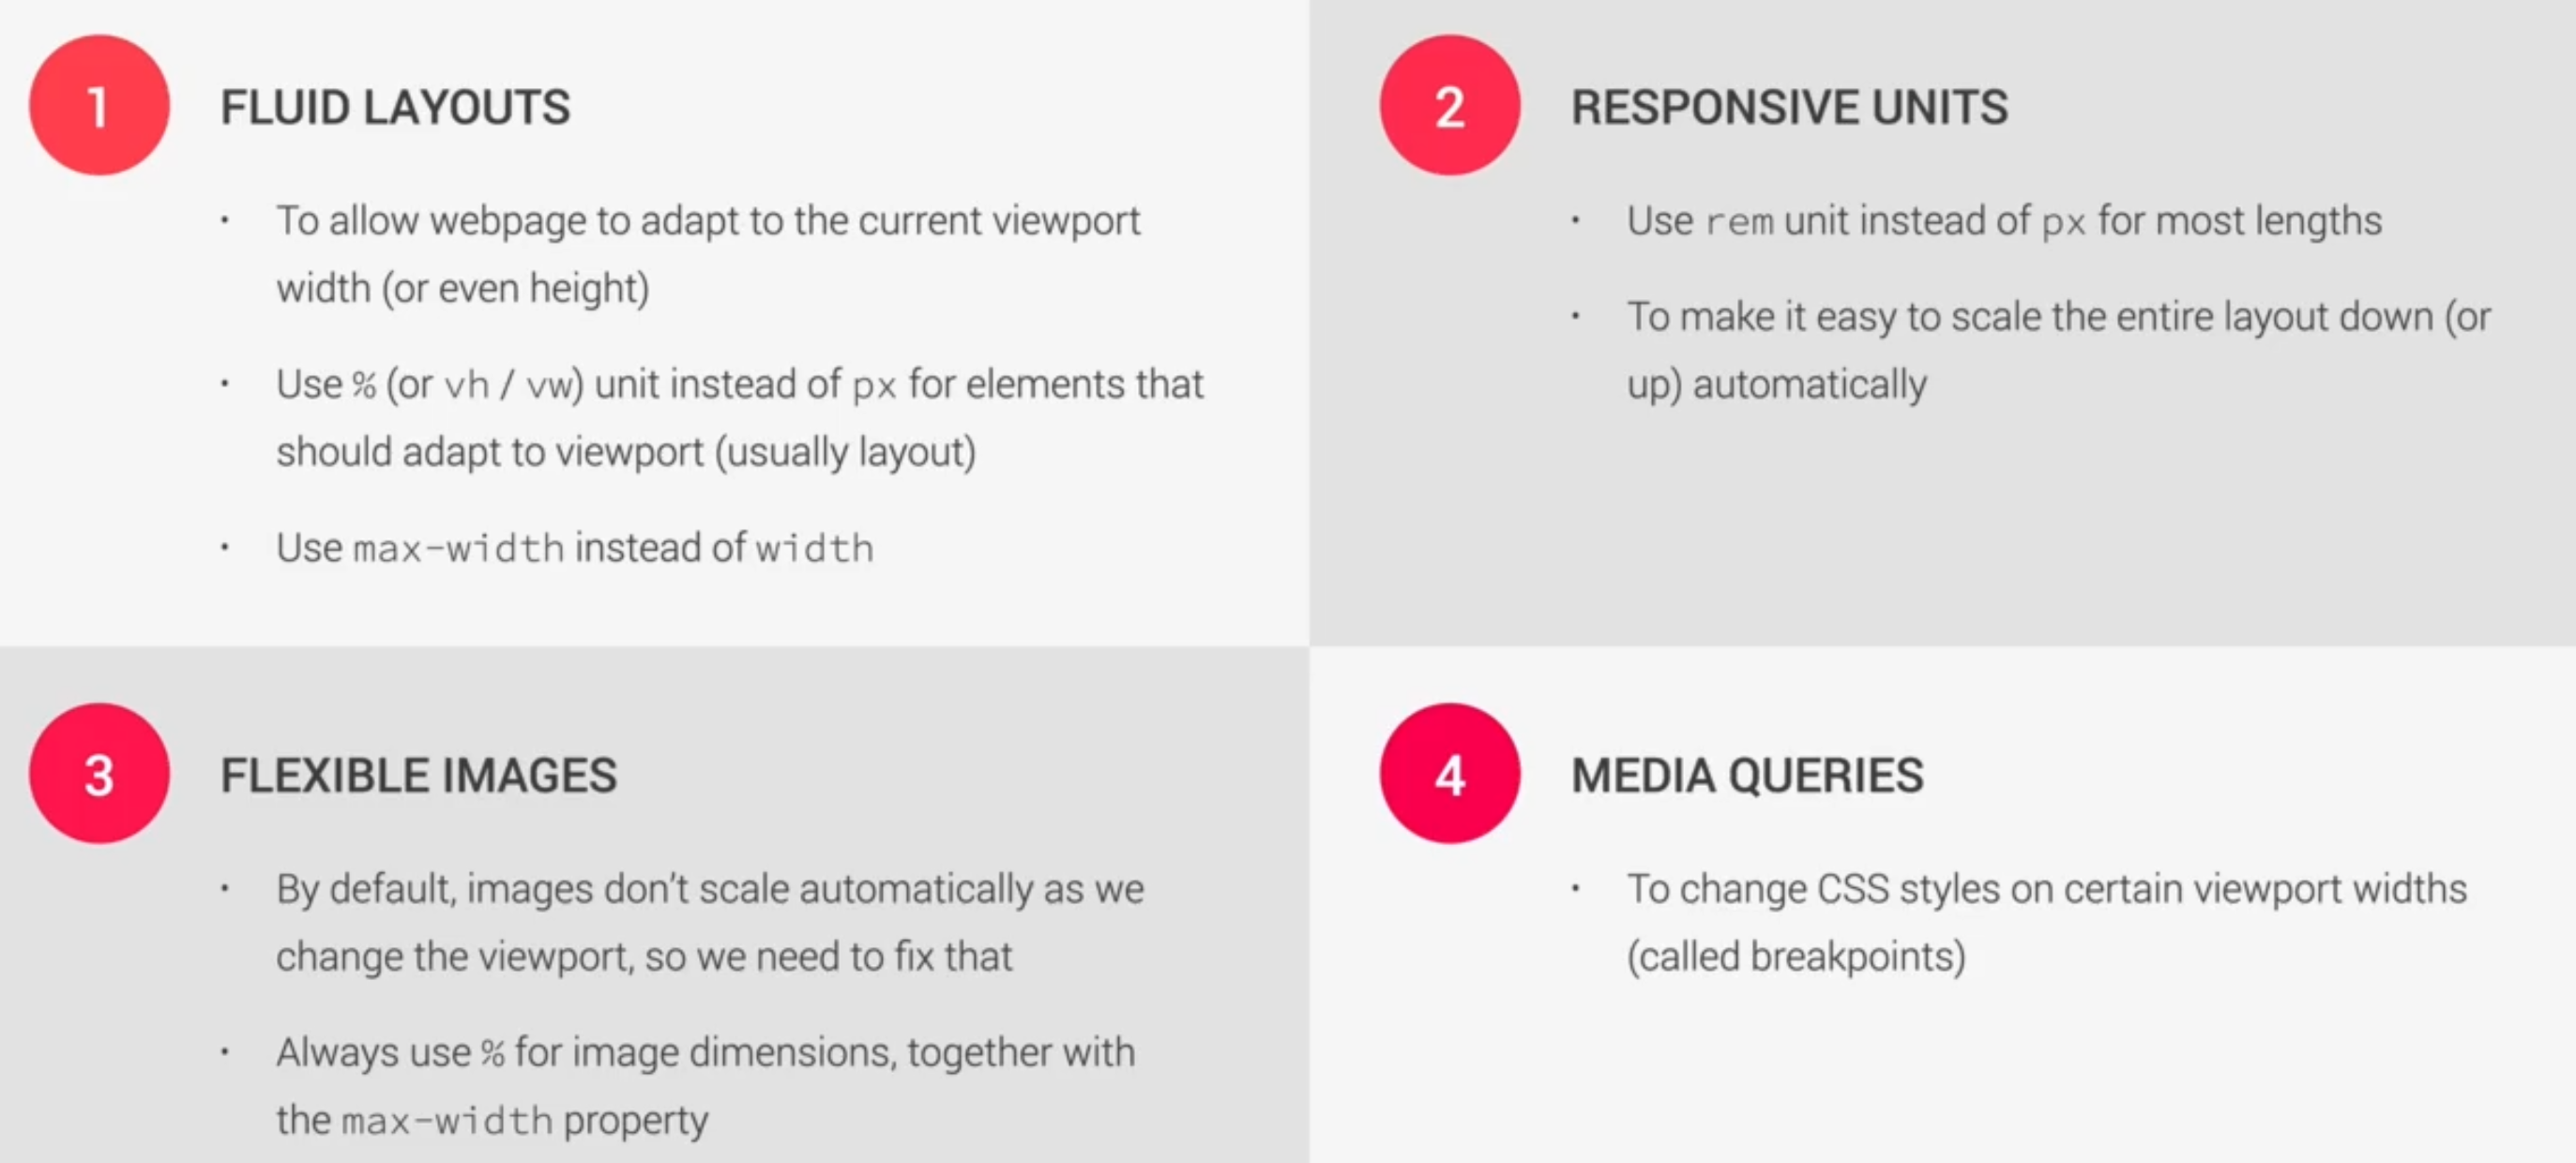 1
FLUID LAYOUTS
· To allow webpage to adapt to the current viewport
width (or even height)
· Use % (or vh / vw) unit instead of px for elements that
should adapt to viewport (usually layout)
· Use max-width instead of width
2
RESPONSIVE UNITS
· Use rem unit instead of px for most lengths
· To make it easy to scale the entire layout down (or
up) automatically
3
FLEXIBLE IMAGES
· By default, images don’t scale automatically as we
change the viewport, so we need to fix that
· Always use % for image dimensions, together with
the max-width property
4
MEDIA QUERIES
· To change CSS styles on certain viewport widths
(called breakpoints)